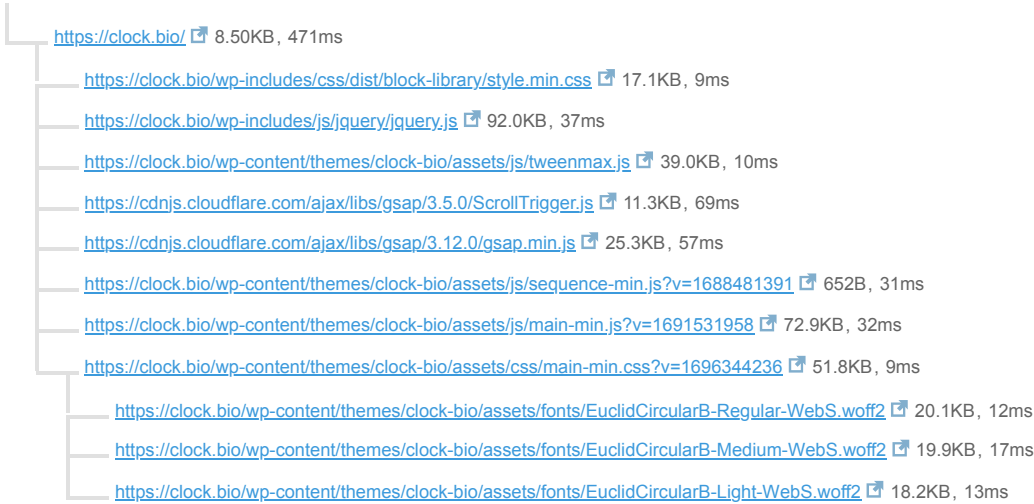 https://clock.bio/ 8.50KB, 471ms
https://clock.bio/wp-includes/css/dist/block-library/style.min.css 17.1KB, 9ms
https://clock.bio/wp-includes/js/jquery/jquery.js 92.0KB, 37ms
https://clock.bio/wp-content/themes/clock-bio/assets/js/tweenmax.js 39.0KB, 10ms
https://cdnjs.cloudflare.com/ajax/libs/gsap/3.5.0/ScrollTrigger.js 11.3KB, 69ms
https://cdnjs.cloudflare.com/ajax/libs/gsap/3.12.0/gsap.min.js 25.3KB, 57ms
https://clock.bio/wp-content/themes/clock-bio/assets/js/sequence-min.js?v=1688481391 652B, 31ms
https://clock.bio/wp-content/themes/clock-bio/assets/js/main-min.js?v=1691531958 72.9KB, 32ms
https://clock.bio/wp-content/themes/clock-bio/assets/css/main-min.css?v=1696344236 51.8KB, 9ms
https://clock.bio/wp-content/themes/clock-bio/assets/fonts/EuclidCircularB-Regular-WebS.woff2 20.1KB, 12ms
https://clock.bio/wp-content/themes/clock-bio/assets/fonts/EuclidCircularB-Medium-WebS.woff2 19.9KB, 17ms
https://clock.bio/wp-content/themes/clock-bio/assets/fonts/EuclidCircularB-Light-WebS.woff2 18.2KB, 13ms